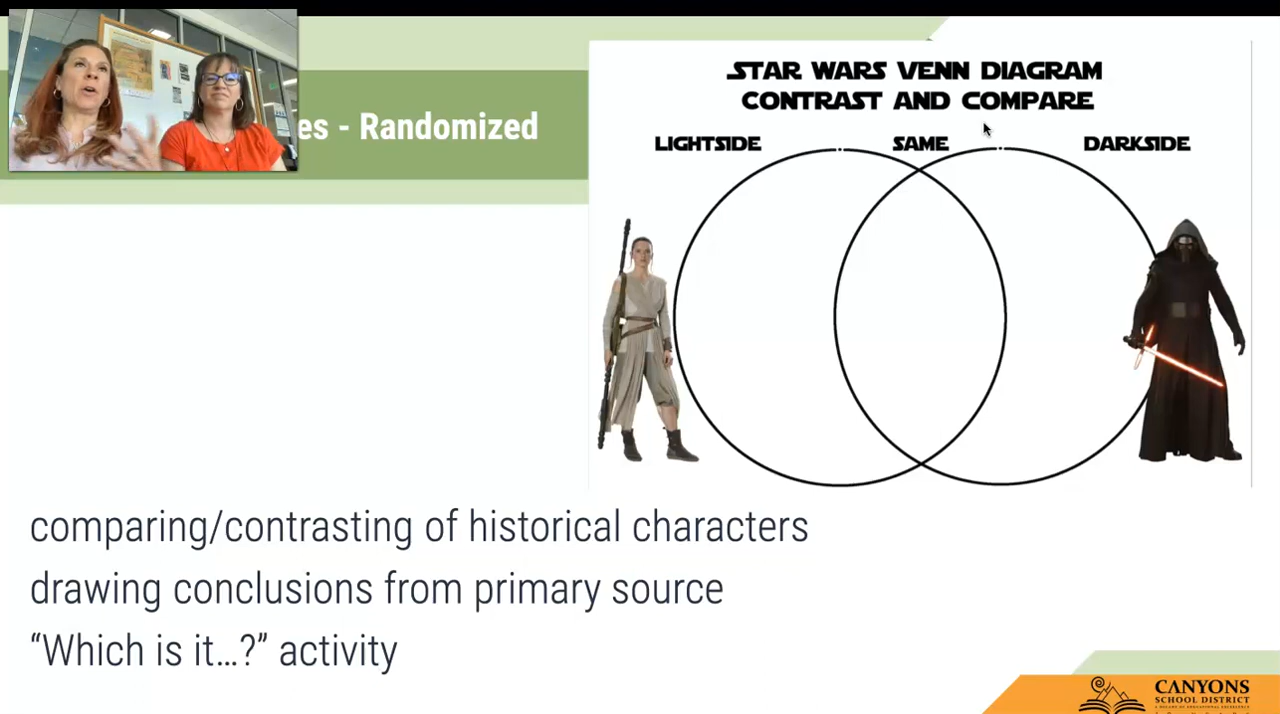 es - Randomized
STAR WARS VENN DIAGRAM
CONTRAST AND COMPARE
LIGHTSIDE SAME DARKSIDE
comparing/contrasting of historical characters
drawing conclusions from primary source
“Which is it...?” activity
CANYONS
SCHOOL DISTRICT